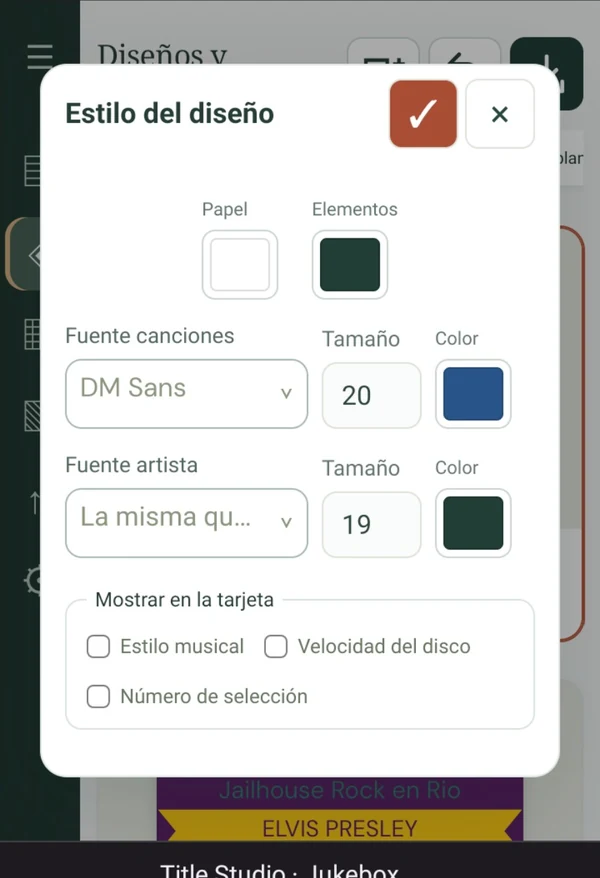 Diseños y
Estilo del diseño
Papel
Elementos
Fuente canciones
Tamaño
Color
DM Sans
20
Fuente artista
Tamaño
Color
La misma qu...
19
Mostrar en la tarjeta
Estilo musical
Velocidad del disco
Número de selección
Jailhouse Rock en Rio
ELVIS PRESLEY
Title Studio · Jukebox